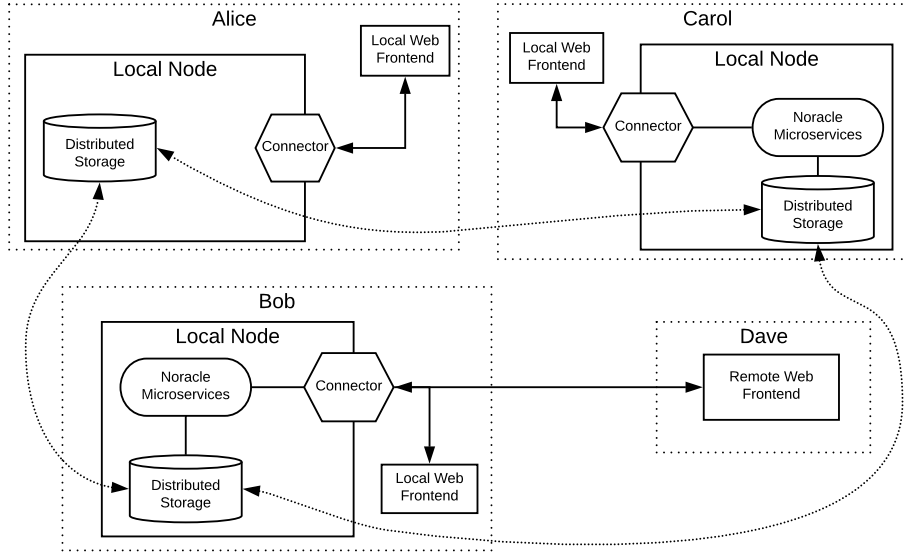 Alice
Local Node
Local Web
Frontend
Distributed
Storage
Connector
Carol
Local Web
Frontend
Local Node
Connector
Noracle
Microservices
Distributed
Storage
Bob
Local Node
Noracle
Microservices
Connector
Distributed
Storage
Local Web
Frontend
Dave
Remote Web
Frontend